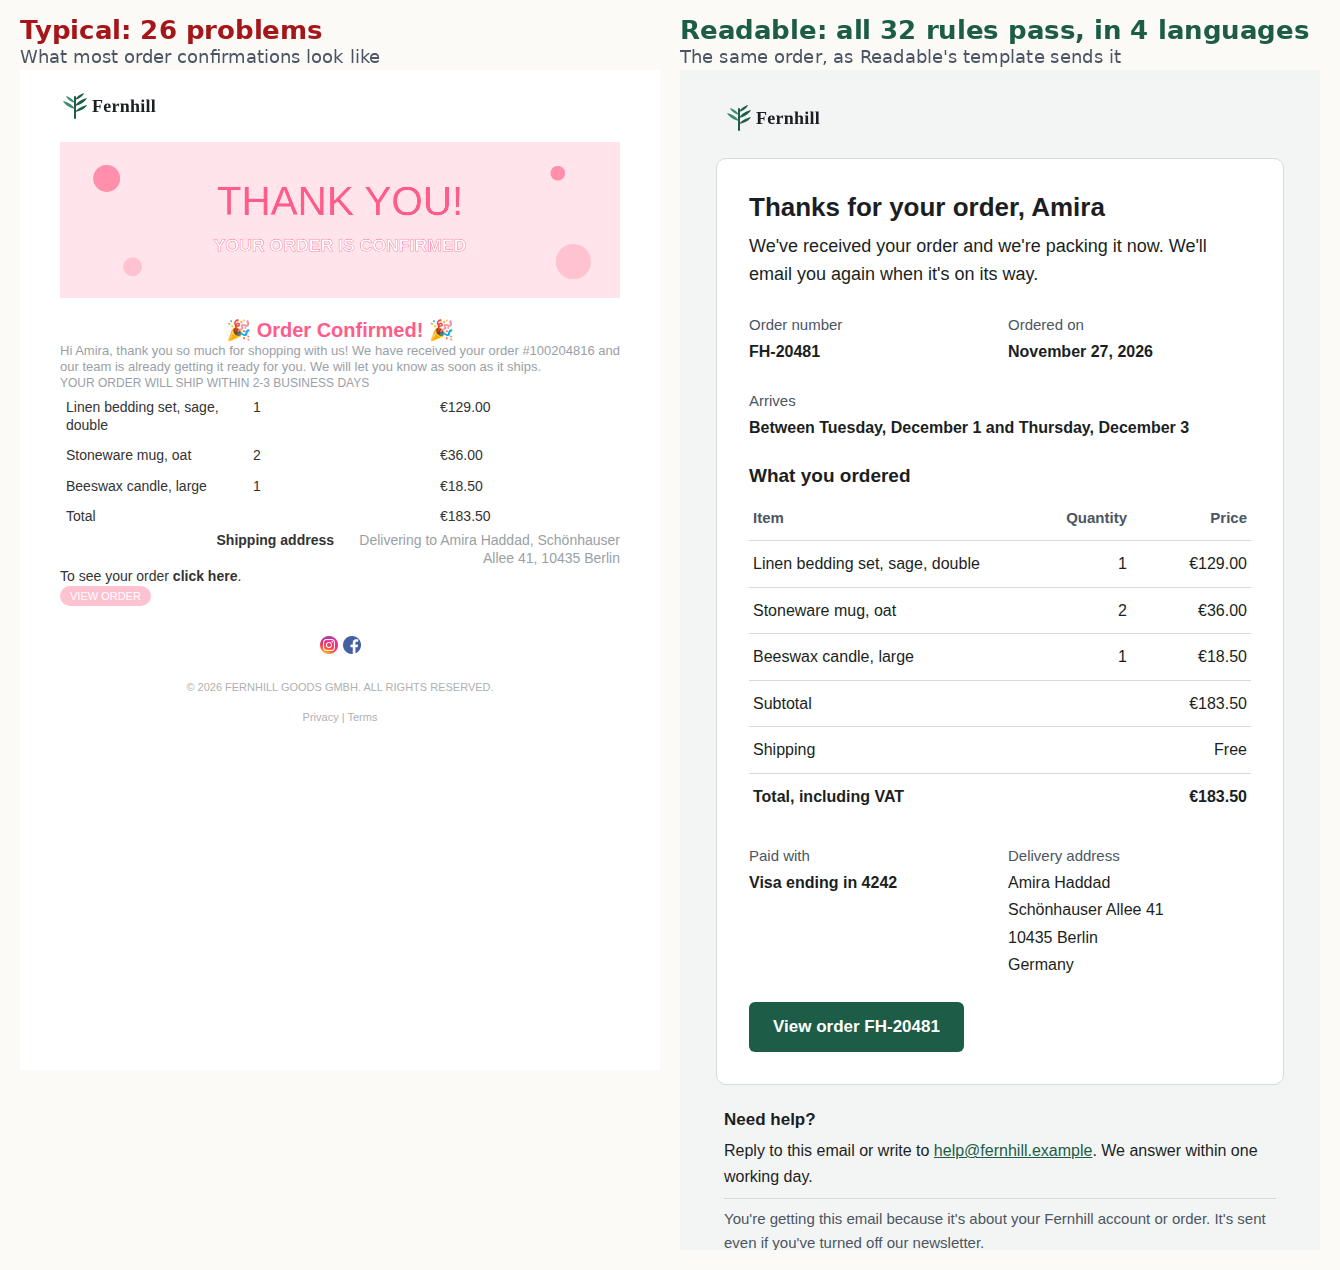 Typical: 26 problems
What most order confirmations look like
Fernhill
THANK YOU!
YOUR ORDER IS CONFIRMED
🎉 Order Confirmed! 🎉
Hi Amira, thank you so much for shopping with us! We have received your order #100204816 and
our team is already getting it ready for you. We will let you know as soon as it ships.
YOUR ORDER WILL SHIP WITHIN 2-3 BUSINESS DAYS
Linen bedding set, sage, 1 €129.00
double
Stoneware mug, oat 2 €36.00
Beeswax candle, large 1 €18.50
Total €183.50
Shipping address Delivering to Amira Haddad, Schönhauser
Allee 41, 10435 Berlin
To see your order click here.
VIEW ORDER
© 2026 FERNHILL GOODS GMBH. ALL RIGHTS RESERVED.
Privacy | Terms
Readable: all 32 rules pass, in 4 languages
The same order, as Readable's template sends it
Fernhill
Thanks for your order, Amira
We've received your order and we're packing it now. We'll
email you again when it's on its way.
Order number Ordered on
FH-20481 November 27, 2026
Arrives
Between Tuesday, December 1 and Thursday, December 3
What you ordered
Item Quantity Price
Linen bedding set, sage, double 1 €129.00
Stoneware mug, oat 2 €36.00
Beeswax candle, large 1 €18.50
Subtotal €183.50
Shipping Free
Total, including VAT €183.50
Paid with Delivery address
Visa ending in 4242 Amira Haddad
Schönhauser Allee 41
10435 Berlin
Germany
View order FH-20481
Need help?
Reply to this email or write to help@fernhill.example. We answer within one
working day.
You're getting this email because it's about your Fernhill account or order. It's sent
even if you've turned off our newsletter.